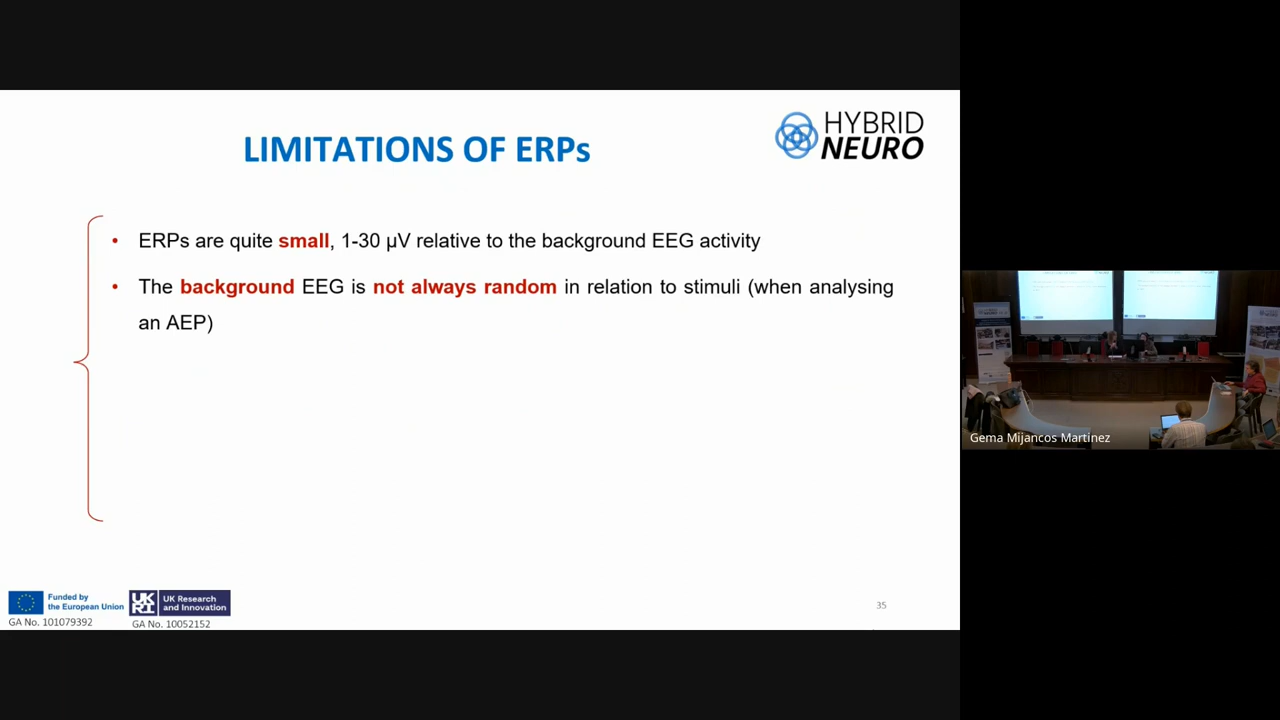 LIMITATIONS OF ERPs
HYBRID
NEURO
• ERPs are quite small, 1-30 µV relative to the background EEG activity
• The background EEG is not always random in relation to stimuli (when analysing
an AEP)
Gema Mijancos Martinez
Funded by
the European Union
GA No. 101079392
UK
RI
UK Research
and Innovation
GA No. 10052152
35